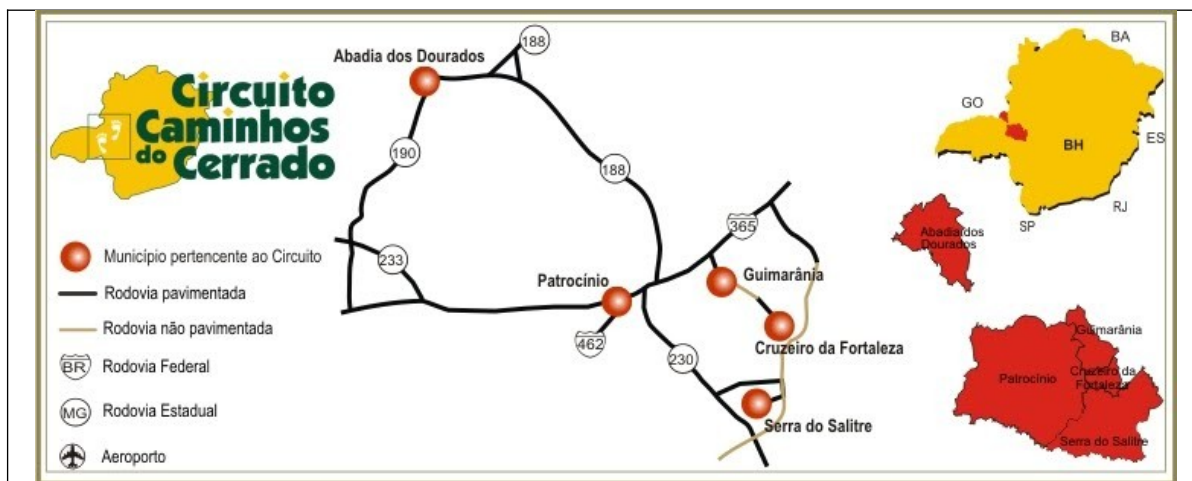 Circuito
Caminhos
do Cerrado
Município pertencente ao Circuito
Rodovia pavimentada
Rodovia não pavimentada
BR Rodovia Federal
MG Rodovia Estadual
Aeroporto
188
Abadia dos Dourados
190
188
233
365
Patrocínio
Guimarânia
462
230
Cruzeiro da Fortaleza
Serra do Salitre
BA
GO
ES
BH
RJ
SP
Abadia dos
Dourados
Guimarânia
Cruzeiro da
Fortaleza
Patrocínio
Serra do Salitre